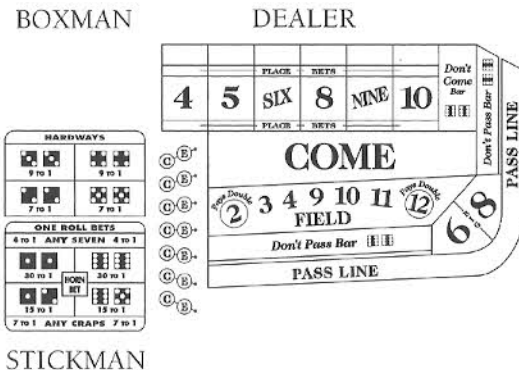 BOXMAN
DEALER
PLACE BETS
4 5 SIX 8 NINE 10
PLACE BETS
Don't
Come
Bar
Don't Pass Bar
PASS LINE
COME
Pays Double
2 3 4 9 10 11 12
Pays Double
FIELD
Don't Pass Bar
PASS LINE
6 8
HARDWAYS
9 TO 1 9 TO 1
7 TO 1 7 TO 1
ONE ROLL BETS
4 TO 1 ANY SEVEN 4 TO 1
30 TO 1 30 TO 1
HORN
BET
15 TO 1 15 TO 1
7 TO 1 ANY CRAPS 7 TO 1
C E
C E
C E
C E
C E
C E
C E
STICKMAN